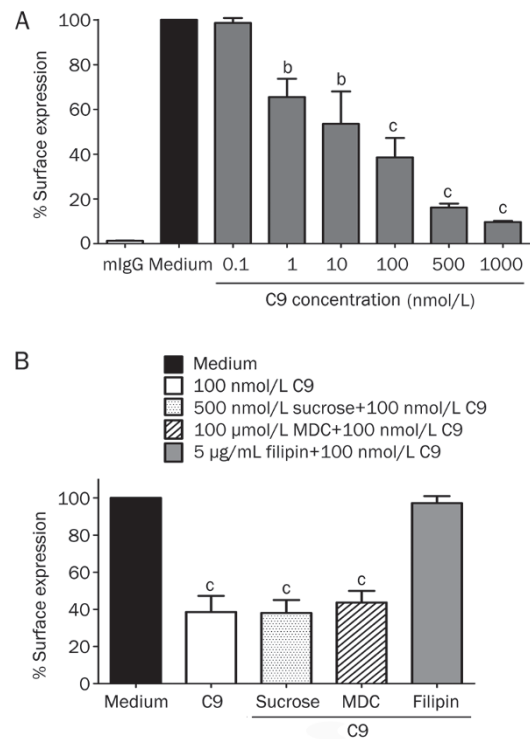 A
% Surface expression
100
80
60
40
20
0
b
b
c
c
c
mIgG Medium 0.1 1 10 100 500 1000
C9 concentration (nmol/L)
B
Medium
100 nmol/L C9
500 nmol/L sucrose+100 nmol/L C9
100 µmol/L MDC+100 nmol/L C9
5 µg/mL filipin+100 nmol/L C9
% Surface expression
100
80
60
40
20
0
c
c
c
Medium C9 Sucrose MDC Filipin
C9